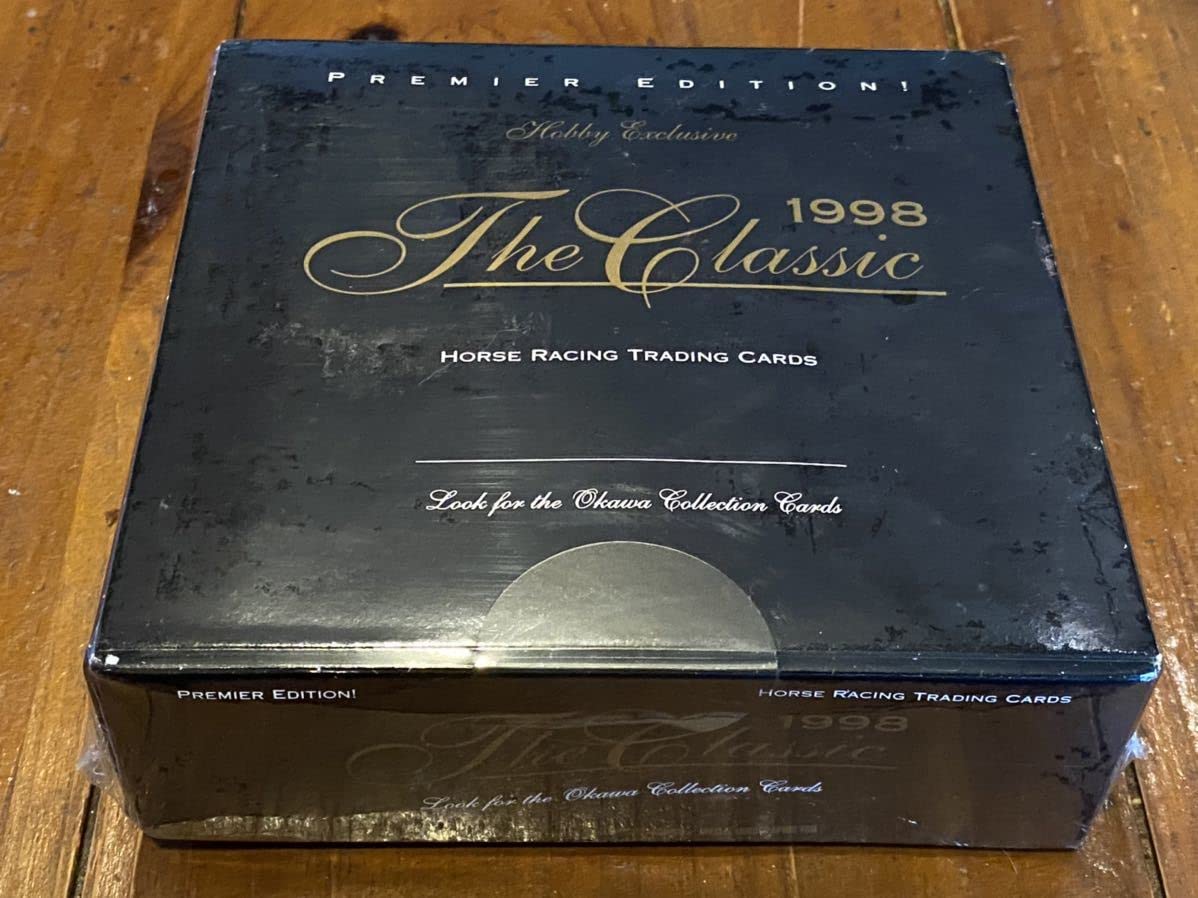 PREMIER EDITION!
Hobby Exclusive
The Classic 1998
HORSE RACING TRADING CARDS
Look for the Okawa Collection Cards
PREMIER EDITION!
HORSE RACING TRADING CARDS
The Classic 1998
Look for the Okawa Collection Cards